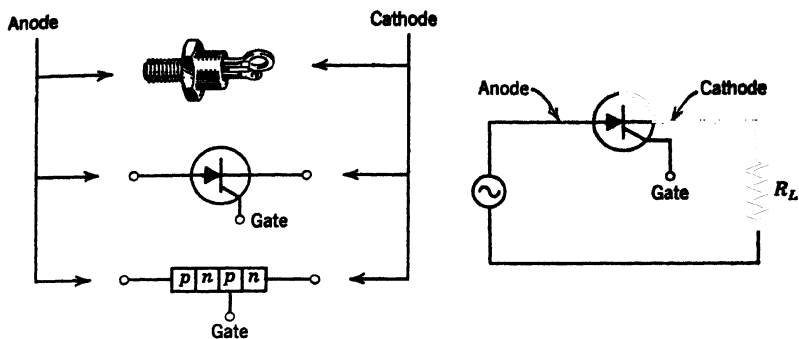 Anode
Cathode
Gate
p n p n
Gate
Anode
Cathode
Gate
R_L